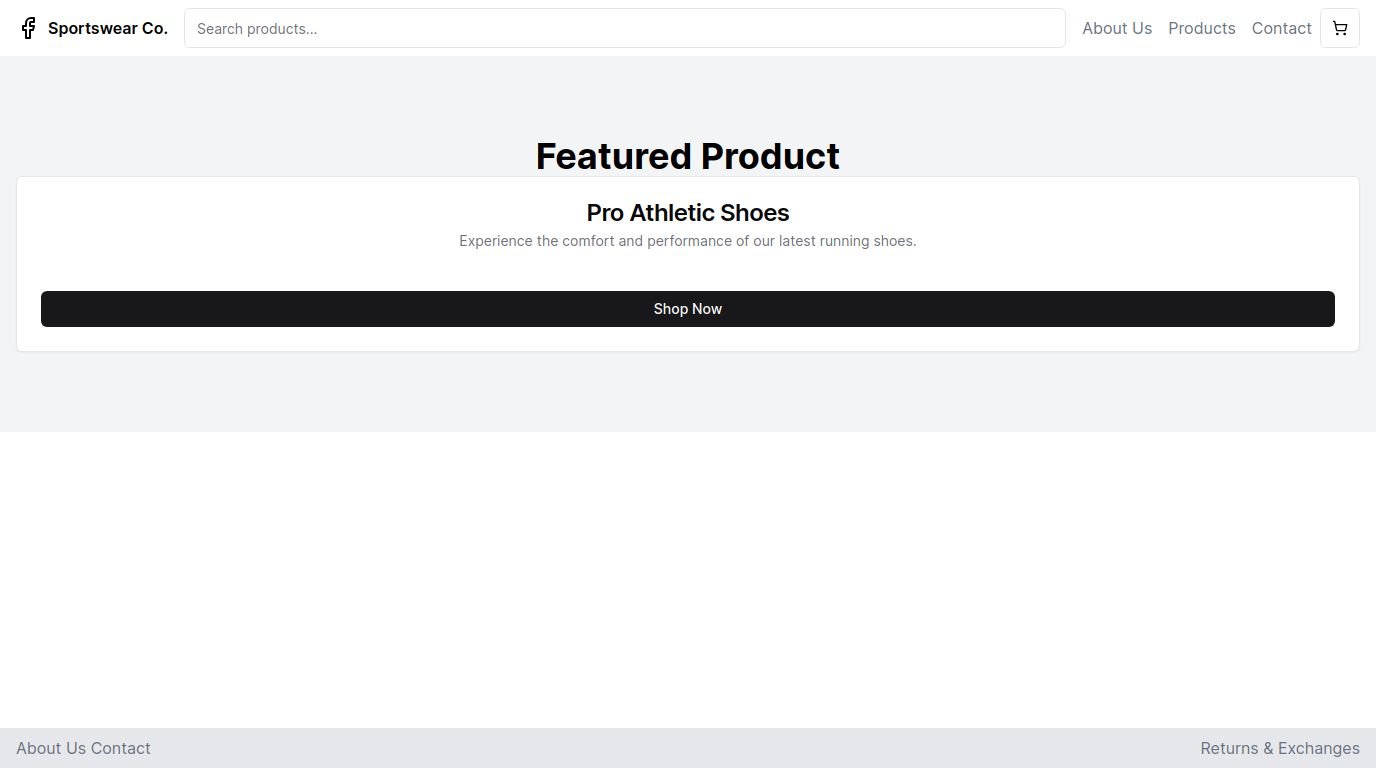 Sportswear Co.
Search products...
About Us
Products
Contact
Featured Product
Pro Athletic Shoes
Experience the comfort and performance of our latest running shoes.
Shop Now
About Us Contact
Returns & Exchanges